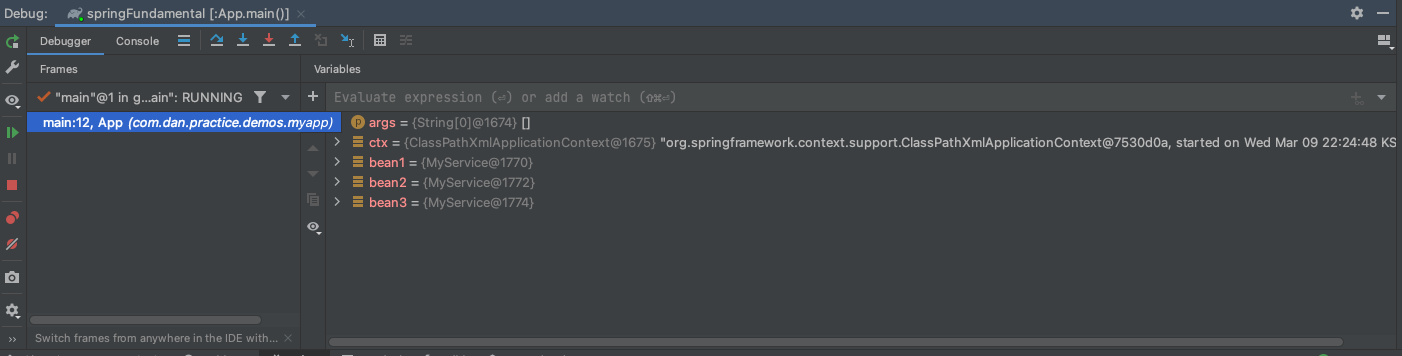 Debug: springFundamental [:App.main()]
Debugger Console
Frames Variables
"main"@1 in g...ain": RUNNING Evaluate expression (⏎) or add a watch (⇧⌘⏎)
main:12, App (com.dan.practice.demos.myapp)
args = {String[0]@1674} []
ctx = {ClassPathXmlApplicationContext@1675} "org.springframework.context.support.ClassPathXmlApplicationContext@7530d0a, started on Wed Mar 09 22:24:48 KS
bean1 = {MyService@1770}
bean2 = {MyService@1772}
bean3 = {MyService@1774}
Switch frames from anywhere in the IDE with...